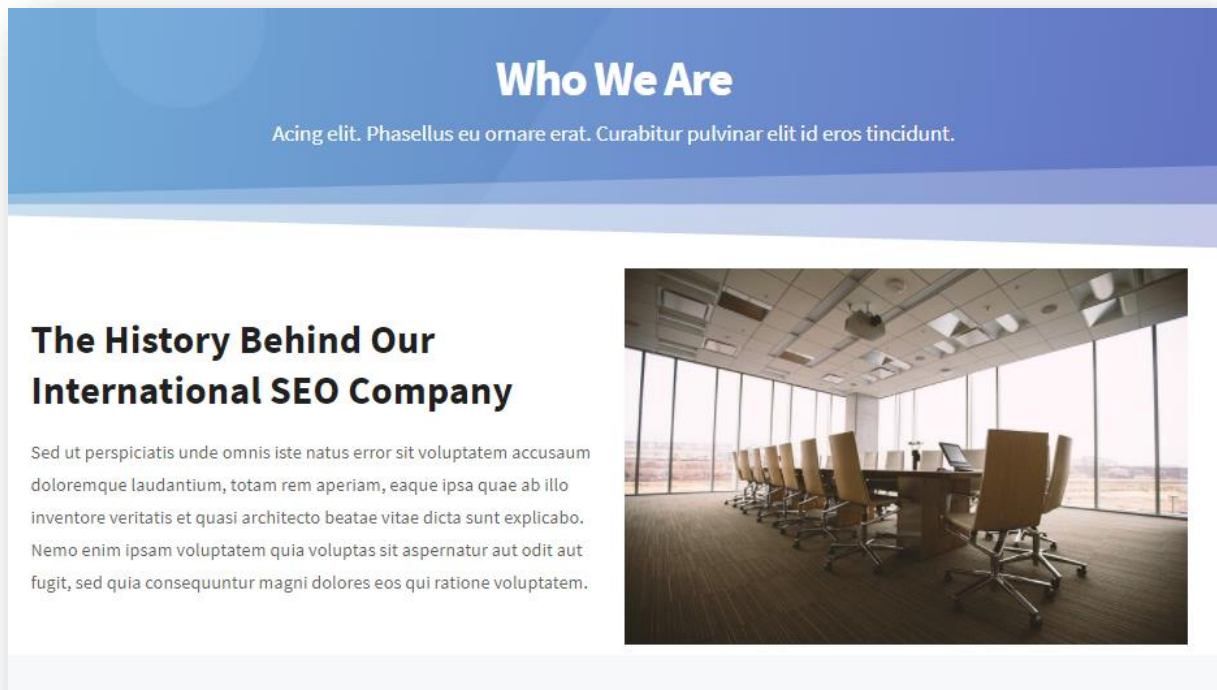 Who We Are
Acing elit. Phasellus eu ornare erat. Curabitur pulvinar elit id eros tincidunt.
The History Behind Our
International SEO Company
Sed ut perspiciatis unde omnis iste natus error sit voluptatem accusaum
doloremque laudantium, totam rem aperiam, eaque ipsa quae ab illo
inventore veritatis et quasi architecto beatae vitae dicta sunt explicabo.
Nemo enim ipsam voluptatem quia voluptas sit aspernatur aut odit aut
fugit, sed quia consequuntur magni dolores eos qui ratione voluptatem.